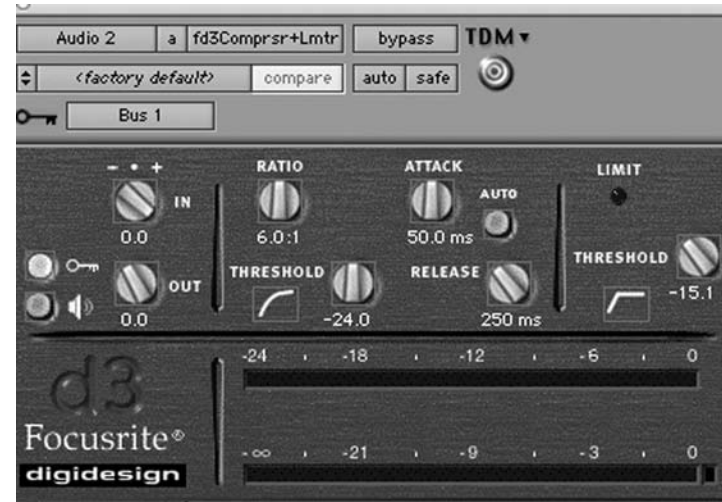 Audio 2 a fd3Comprsr+Lmtr bypass TDM
<factory default> compare auto safe
Bus 1
- • +
RATIO ATTACK LIMIT
IN AUTO
0.0 6.0:1 50.0 ms
OUT THRESHOLD RELEASE THRESHOLD
0.0 -24.0 250 ms -15.1
-24 -18 -12 -6 0
d3
Focusrite®
-∞ -21 -9 -3 0
digidesign